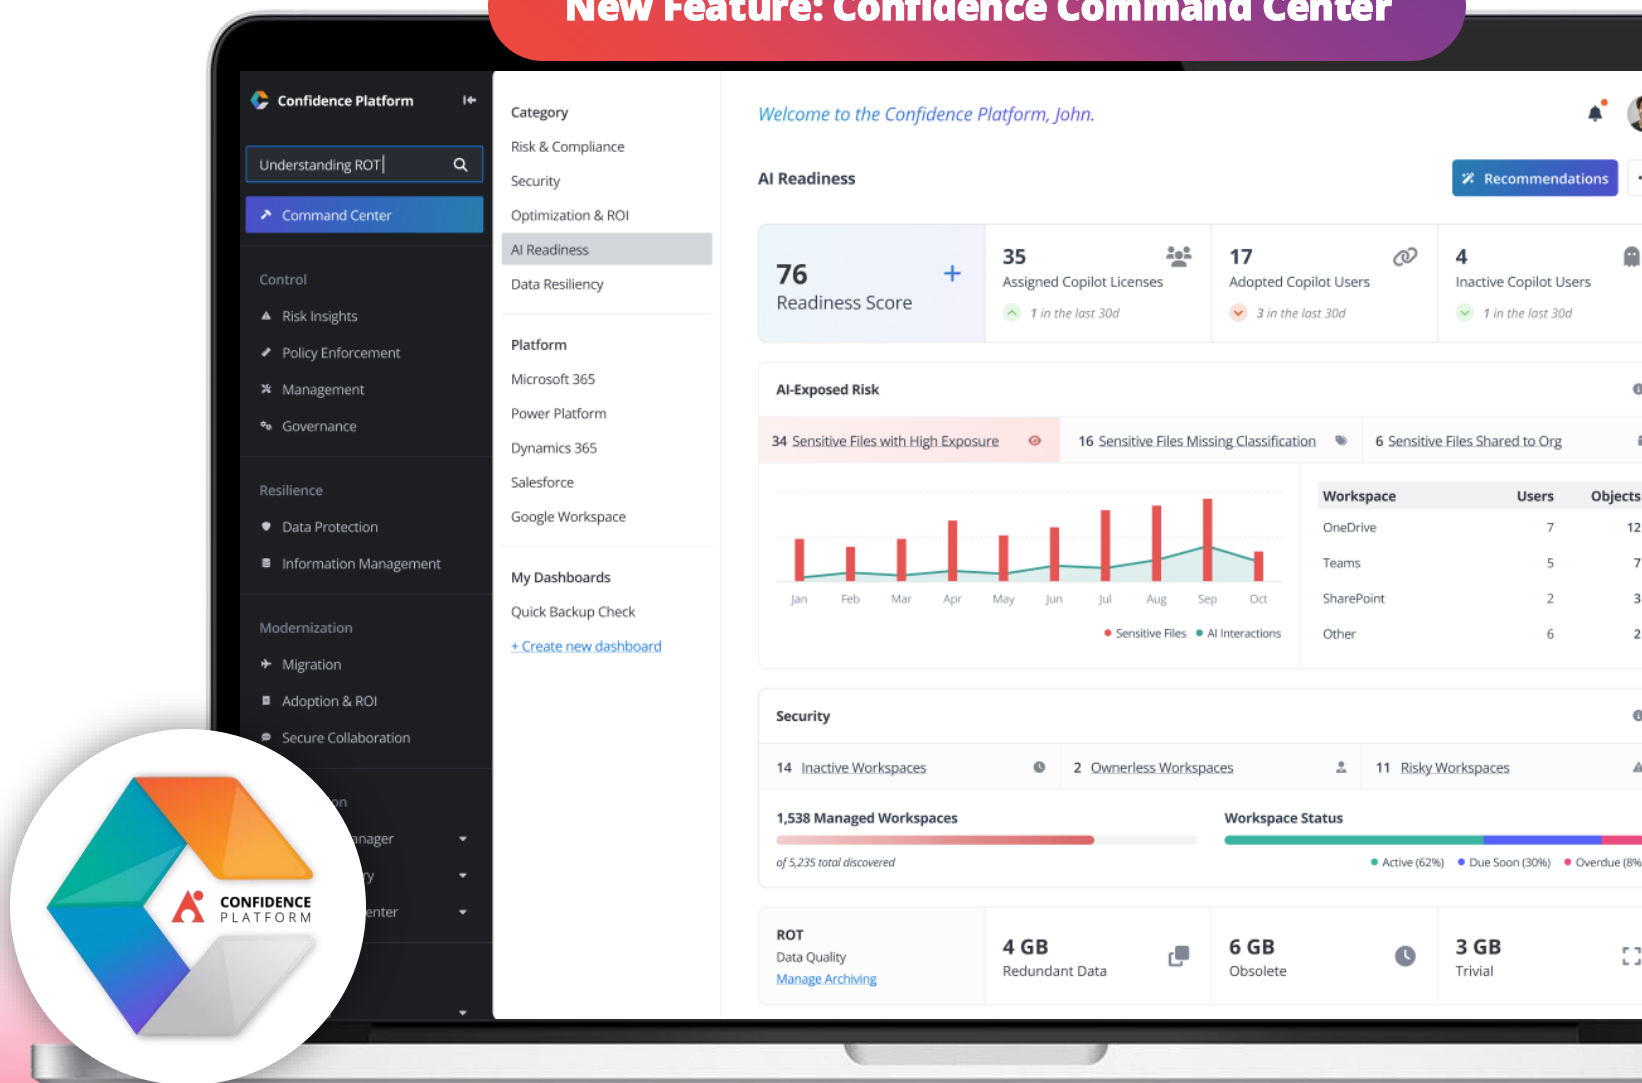 New Feature: Confidence Command Center
Confidence Platform
Understanding ROT
Command Center
Control
Risk Insights
Policy Enforcement
Management
Governance
Resilience
Data Protection
Information Management
Modernization
Migration
Adoption & ROI
Secure Collaboration
CONFIDENCE
PLATFORM
Category
Risk & Compliance
Security
Optimization & ROI
AI Readiness
Data Resiliency
Platform
Microsoft 365
Power Platform
Dynamics 365
Salesforce
Google Workspace
My Dashboards
Quick Backup Check
+ Create new dashboard
Welcome to the Confidence Platform, John.
AI Readiness
Recommendations
76
Readiness Score
35
Assigned Copilot Licenses
1 in the last 30d
17
Adopted Copilot Users
3 in the last 30d
4
Inactive Copilot Users
1 in the last 30d
AI-Exposed Risk
34 Sensitive Files with High Exposure
16 Sensitive Files Missing Classification
6 Sensitive Files Shared to Org
Jan Feb Mar Apr May Jun Jul Aug Sep Oct
Sensitive Files AI Interactions
Workspace Users Objects
OneDrive 7 12
Teams 5 7
SharePoint 2 3
Other 6 2
Security
14 Inactive Workspaces
2 Ownerless Workspaces
11 Risky Workspaces
1,538 Managed Workspaces
of 5,235 total discovered
Workspace Status
Active (62%) Due Soon (30%) Overdue (8%
ROT
Data Quality
Manage Archiving
4 GB
Redundant Data
6 GB
Obsolete
3 GB
Trivial